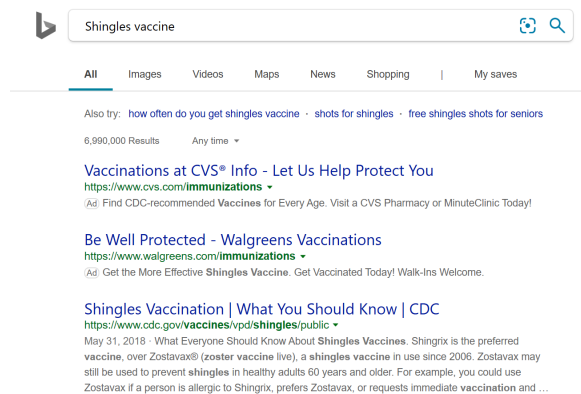 Shingles vaccine
All Images Videos Maps News Shopping | My saves
Also try: how often do you get shingles vaccine · shots for shingles · free shingles shots for seniors
6,990,000 Results Any time
Vaccinations at CVS® Info - Let Us Help Protect You
https://www.cvs.com/immunizations
Ad Find CDC-recommended Vaccines for Every Age. Visit a CVS Pharmacy or MinuteClinic Today!
Be Well Protected - Walgreens Vaccinations
https://www.walgreens.com/immunizations
Ad Get the More Effective Shingles Vaccine. Get Vaccinated Today! Walk-Ins Welcome.
Shingles Vaccination | What You Should Know | CDC
https://www.cdc.gov/vaccines/vpd/shingles/public
May 31, 2018 · What Everyone Should Know About Shingles Vaccines. Shingrix is the preferred
vaccine, over Zostavax® (zoster vaccine live), a shingles vaccine in use since 2006. Zostavax may
still be used to prevent shingles in healthy adults 60 years and older. For example, you could use
Zostavax if a person is allergic to Shingrix, prefers Zostavax, or requests immediate vaccination and ...